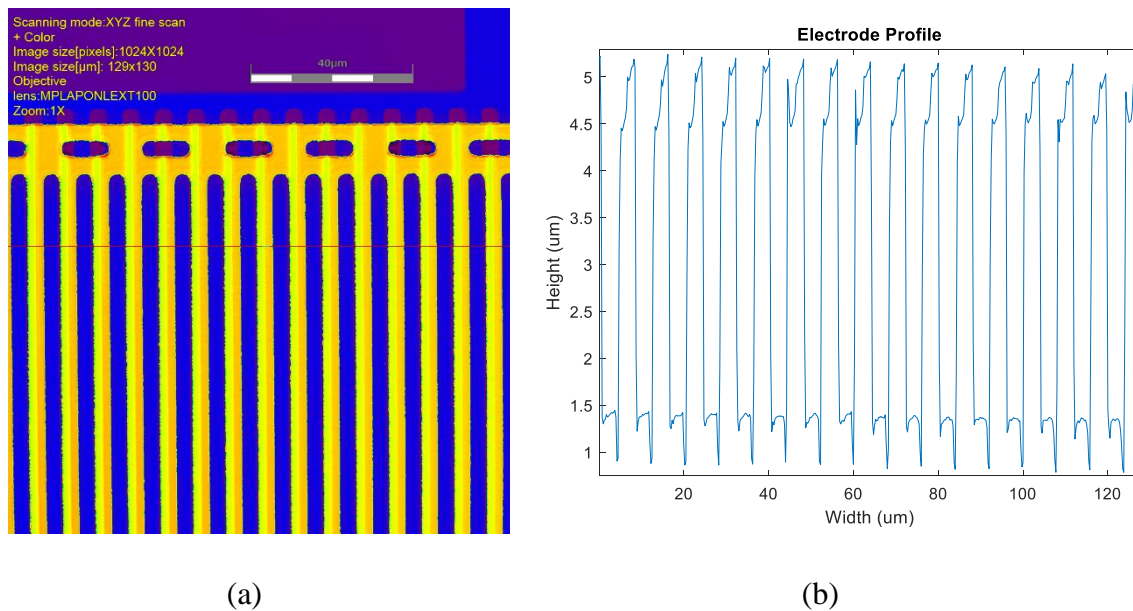 Scanning mode:XYZ fine scan
+ Color
Image size[pixels]:1024X1024
Image size[µm]: 129x130
Objective
lens:MPLAPONLEXT100
Zoom:1X
40µm
Electrode Profile
5
4.5
4
3.5
3
2.5
2
1.5
1
Height (um)
20 40 60 80 100 120
Width (um)
(a) (b)